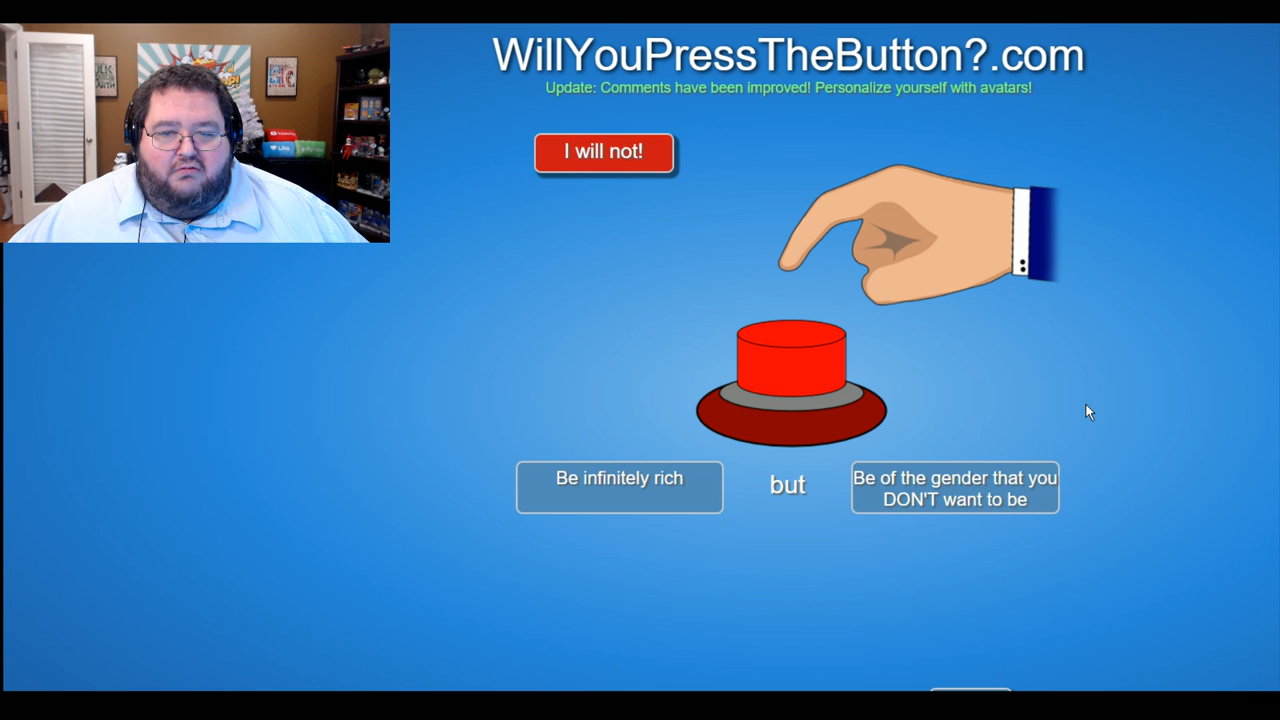 WillYouPressTheButton?.com
Update: Comments have been improved! Personalize yourself with avatars!
I will not!
Be infinitely rich
but
Be of the gender that you
DON'T want to be
Like